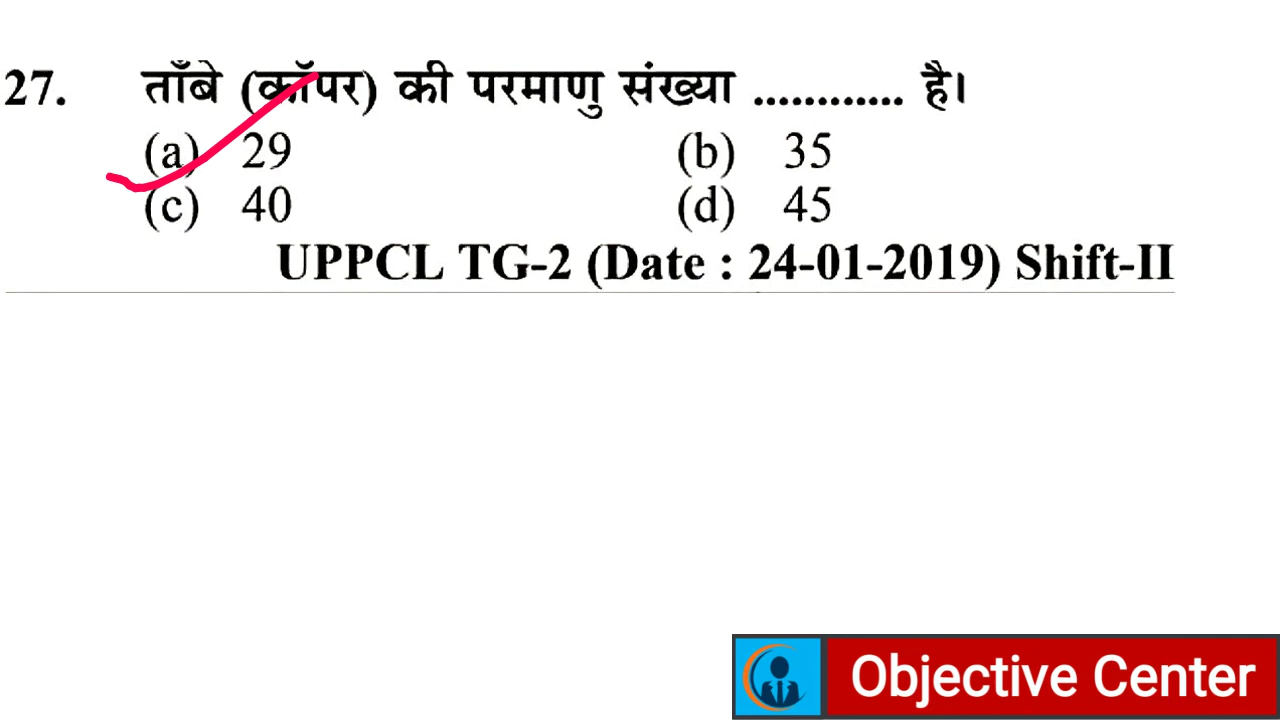 27. ताँबे (कॉपर) की परमाणु संख्या ............ है।
(a) 29 (b) 35
(c) 40 (d) 45
UPPCL TG-2 (Date : 24-01-2019) Shift-II
Objective Center